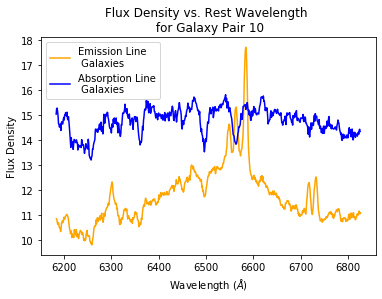 Flux Density vs. Rest Wavelength
for Galaxy Pair 10
Emission Line
Galaxies
Absorption Line
Galaxies
Flux Density
18
17
16
15
14
13
12
11
10
6200
6300
6400
6500
6600
6700
6800
Wavelength (Å)